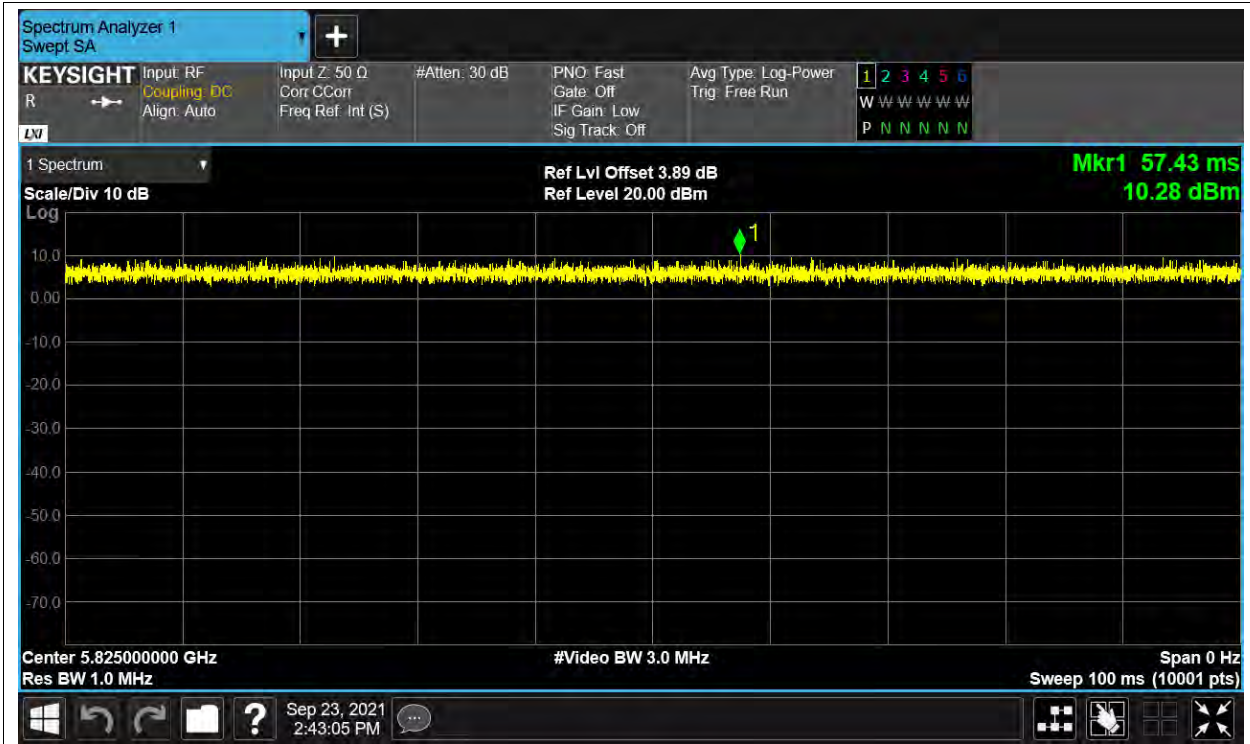 Spectrum Analyzer 1
Swept SA
KEYSIGHT
R
LXI
Input: RF
Coupling: DC
Align: Auto
Input Z: 50 Ω
Corr CCorr
Freq Ref: Int (S)
#Atten: 30 dB
PNO: Fast
Gate: Off
IF Gain: Low
Sig Track: Off
Avg Type: Log-Power
Trig: Free Run
1 2 3 4 5 6
W W W W W W
P N N N N N
1 Spectrum
Scale/Div 10 dB
Ref Lvl Offset 3.89 dB
Ref Level 20.00 dBm
Mkr1 57.43 ms
10.28 dBm
Log
1
10.0
0.00
-10.0
-20.0
-30.0
-40.0
-50.0
-60.0
-70.0
Center 5.825000000 GHz
Res BW 1.0 MHz
#Video BW 3.0 MHz
Span 0 Hz
Sweep 100 ms (10001 pts)
?
Sep 23, 2021
2:43:05 PM